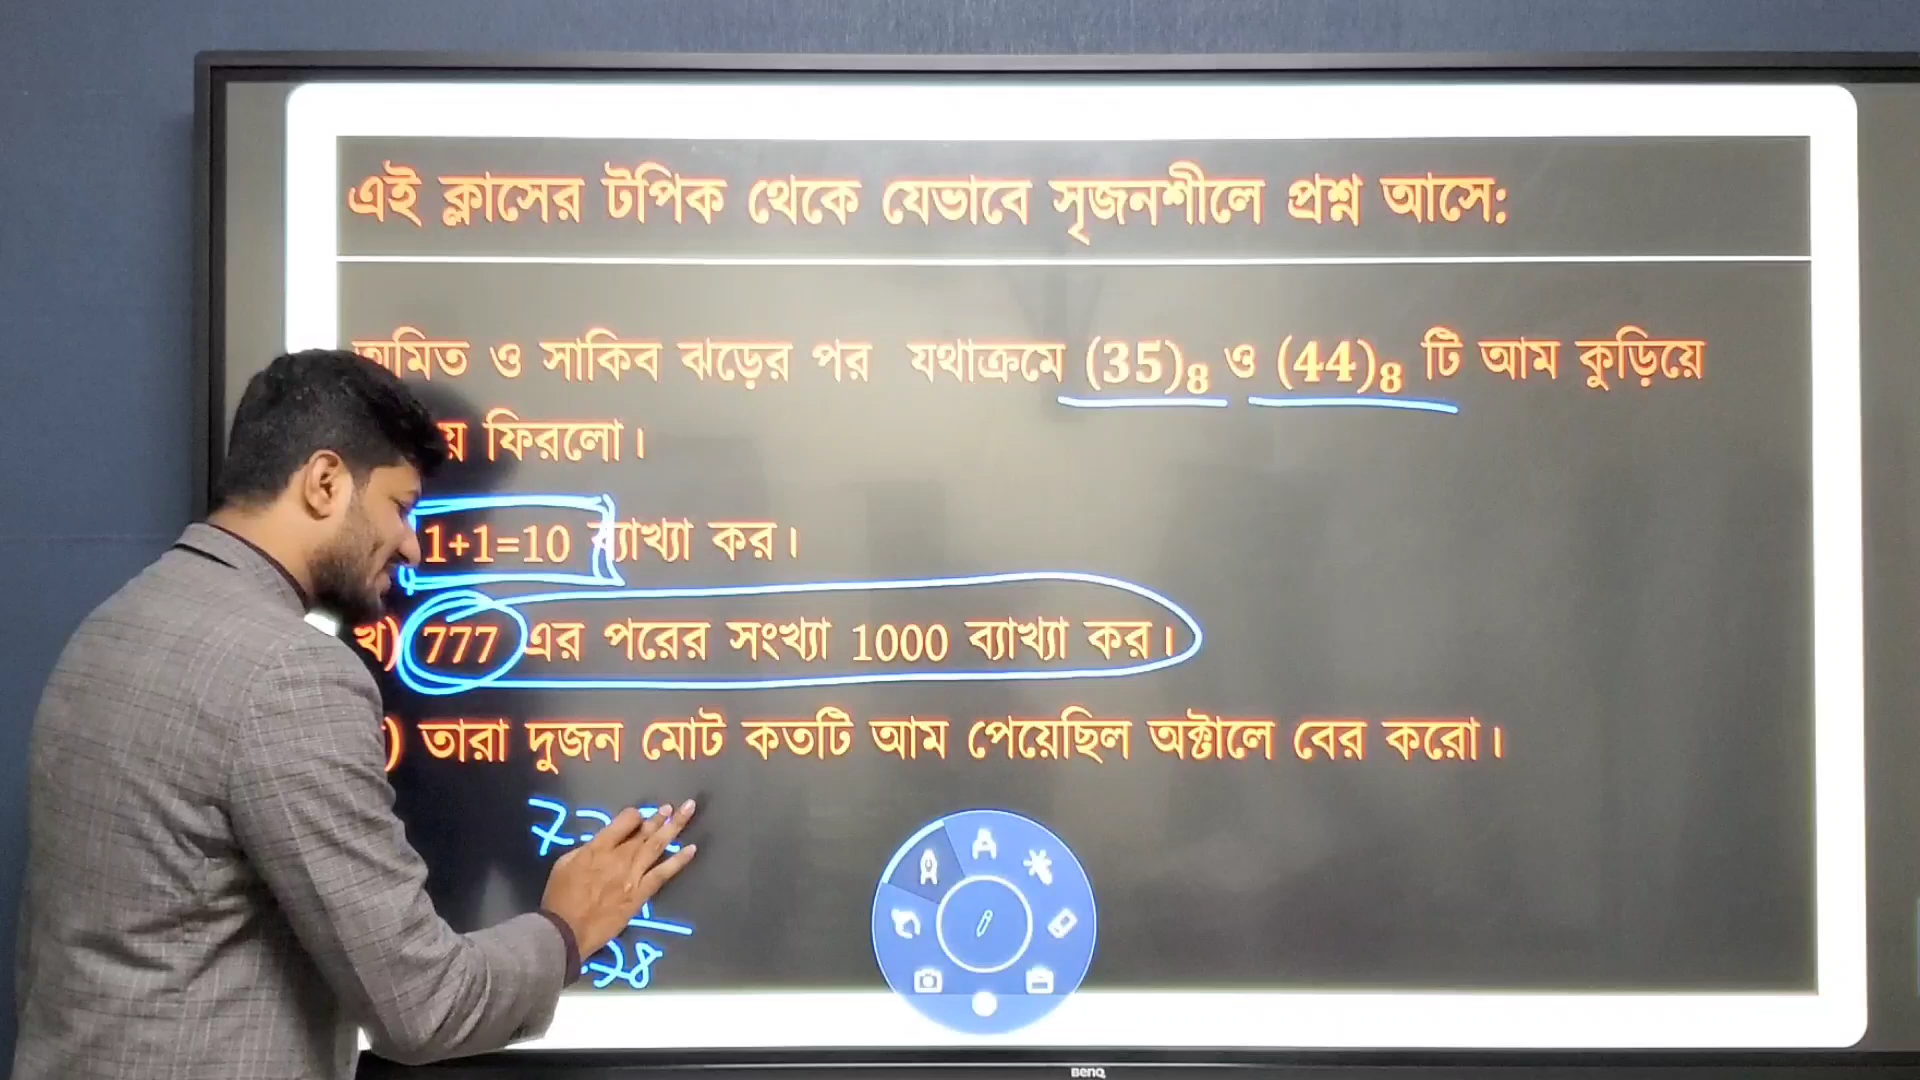 এই ক্লাসের টপিক থেকে যেভাবে সৃজনশীলে প্রশ্ন আসে:
অমিত ও সাকিব ঝড়ের পর যথাক্রমে (35)₈ ও (44)₈ টি আম কুড়িয়ে
ফিরলো।
1+1=10 ব্যাখ্যা কর।
খ) 777 এর পরের সংখ্যা 1000 ব্যাখ্যা কর।
) তারা দুজন মোট কতটি আম পেয়েছিল অক্টালে বের করো।
BenQ